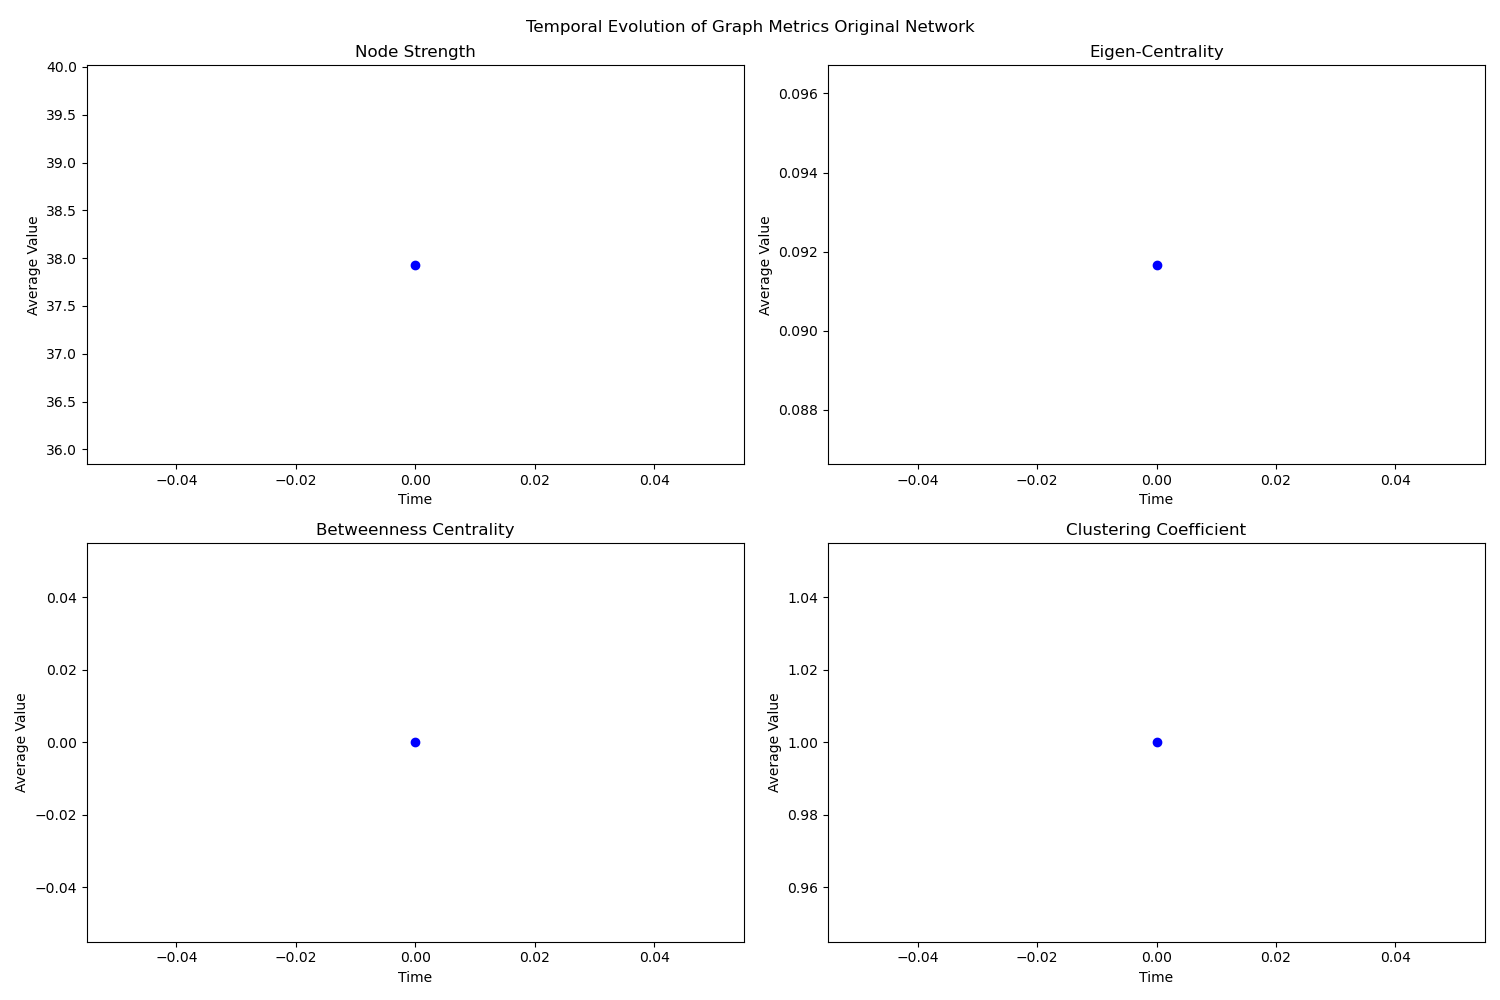 Temporal Evolution of Graph Metrics Original Network
Node Strength
40.0
39.5
39.0
38.5
38.0
37.5
37.0
36.5
36.0
Average Value
−0.04 −0.02 0.00 0.02 0.04
Time
Eigen-Centrality
0.096
0.094
0.092
0.090
0.088
Average Value
−0.04 −0.02 0.00 0.02 0.04
Time
Betweenness Centrality
0.04
0.02
0.00
−0.02
−0.04
Average Value
−0.04 −0.02 0.00 0.02 0.04
Time
Clustering Coefficient
1.04
1.02
1.00
0.98
0.96
Average Value
−0.04 −0.02 0.00 0.02 0.04
Time